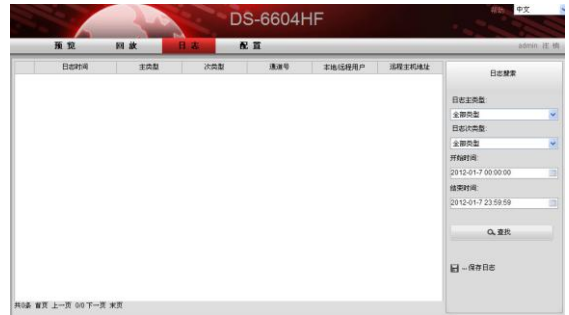 DS-6604HF
帮助
中文
预览 回放 日志 配置
admin 注销
日志时间 主类型 次类型 通道号 本地/远程用户 远程主机地址
日志搜索
日志主类型:
全部类型
日志次类型:
全部类型
开始时间:
2012-01-7 00:00:00
结束时间:
2012-01-7 23:59:59
查找
--保存日志
共0条 首页 上一页 0/0 下一页 末页